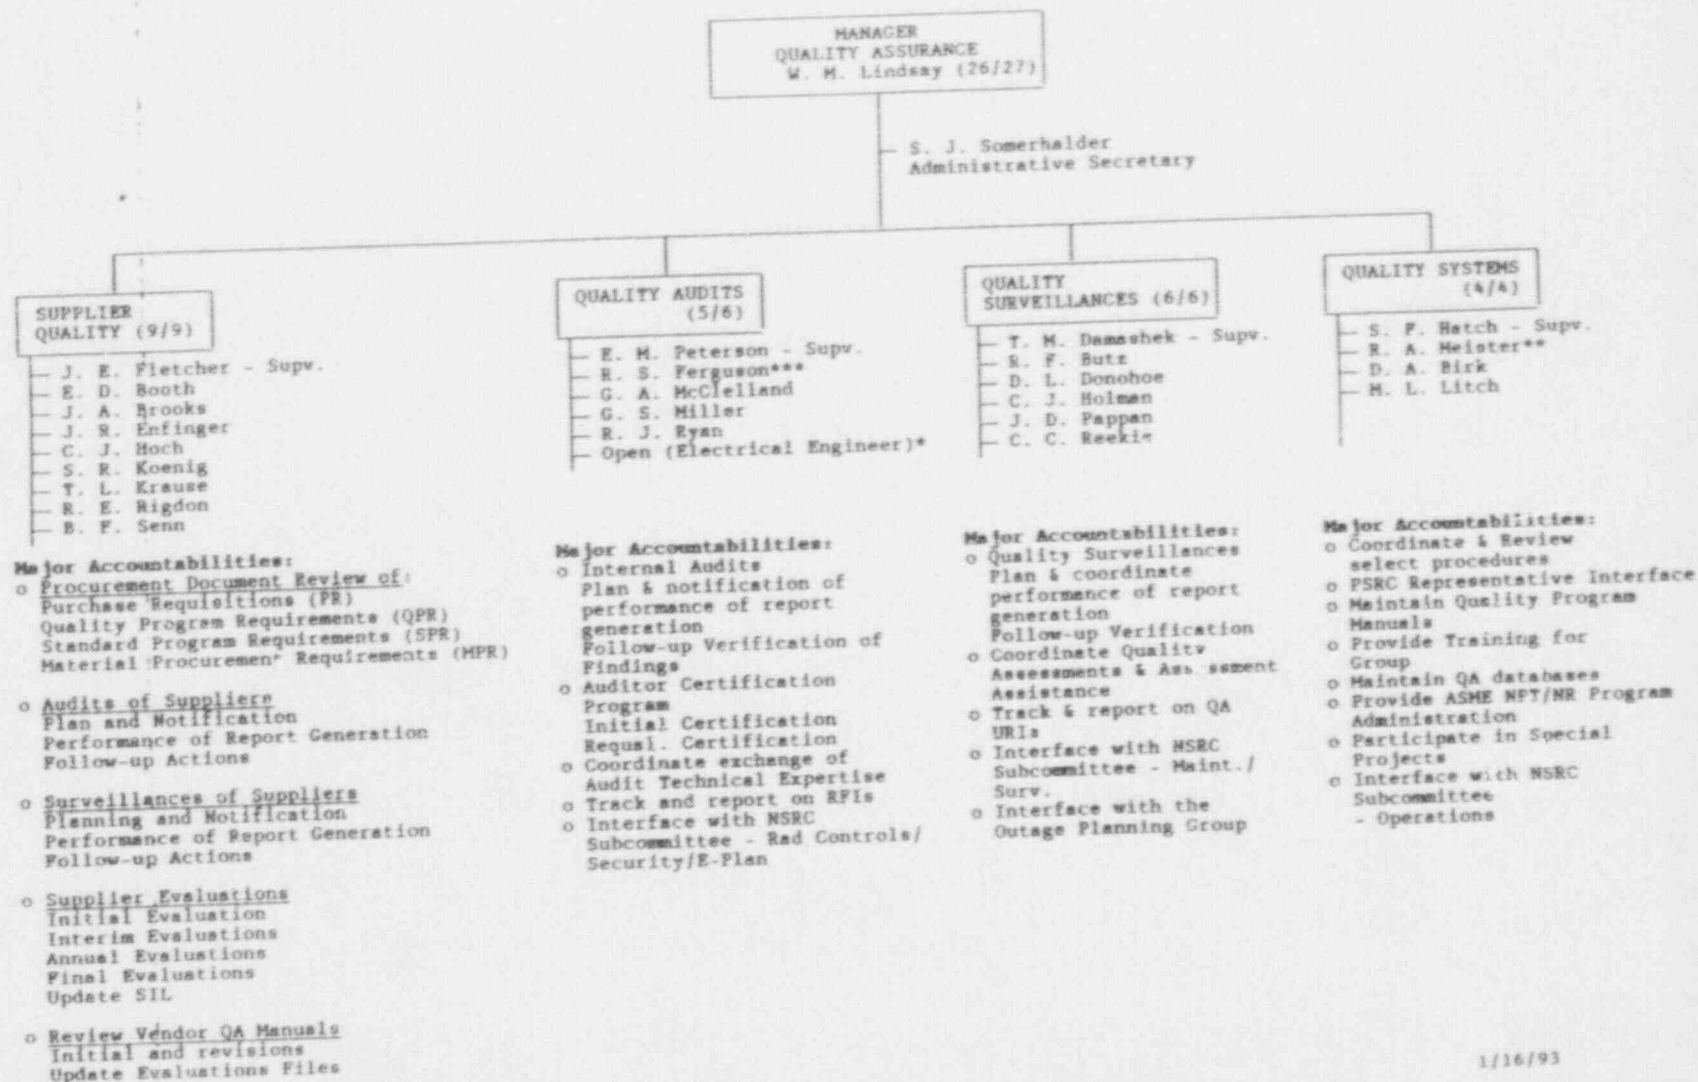 MANAGER
QUALITY ASSURANCE
W. M. Lindsay (26/27)
S. J. Somerhalder
Administrative Secretary
SUPPLIER
QUALITY (9/9)
J. E. Fletcher - Supv.
E. D. Booth
J. A. Brooks
J. R. Enfinger
C. J. Hoch
S. R. Koenig
T. L. Krause
R. E. Rigdon
B. F. Senn
Major Accountabilities:
o Procurement Document Review of:
Purchase Requisitions (PR)
Quality Program Requirements (QPR)
Standard Program Requirements (SPR)
Material Procurement Requirements (MPR)
o Audits of Suppliers
Plan and Notification
Performance of Report Generation
Follow-up Actions
o Surveillances of Suppliers
Planning and Notification
Performance of Report Generation
Follow-up Actions
o Supplier Evaluations
Initial Evaluation
Interim Evaluations
Annual Evaluations
Final Evaluations
Update SIL
o Review Vendor QA Manuals
Initial and revisions
Update Evaluations Files
QUALITY AUDITS
(5/6)
E. M. Peterson - Supv.
R. S. Ferguson***
G. A. McClelland
G. S. Miller
R. J. Ryan
Open (Electrical Engineer)*
Major Accountabilities:
o Internal Audits
Plan & notification of
performance of report
generation
Follow-up Verification of
Findings
o Auditor Certification
Program
Initial Certification
Requal. Certification
o Coordinate exchange of
Audit Technical Expertise
o Track and report on RFIs
o Interface with NSRC
Subcommittee - Rad Controls/
Security/E-Plan
QUALITY
SURVEILLANCES (6/6)
T. M. Damashek - Supv.
R. F. Butz
D. L. Donohoe
C. J. Holman
J. D. Pappan
C. C. Reekie
Major Accountabilities:
o Quality Surveillances
Plan & coordinate
performance of report
generation
Follow-up Verification
o Coordinate Quality
Assessments & Assessment
Assistance
o Track & report on QA
URIs
o Interface with NSRC
Subcommittee - Maint./
Surv.
o Interface with the
Outage Planning Group
QUALITY SYSTEMS
(4/4)
S. F. Hatch - Supv.
R. A. Meister**
D. A. Birk
M. L. Litch
Major Accountabilities:
o Coordinate & Review
select procedures
o PSRC Representative Interface
o Maintain Quality Program
Manuals
o Provide Training for
Group
o Maintain QA databases
o Provide ASME NPT/NR Program
Administration
o Participate in Special
Projects
o Interface with NSRC
Subcommittee
- Operations
1/16/93